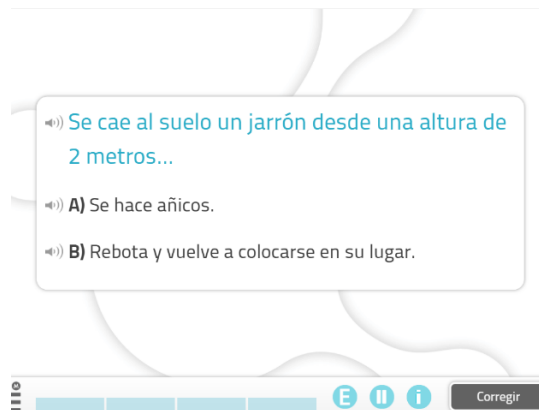 Se cae al suelo un jarrón desde una altura de
2 metros...
A) Se hace añicos.
B) Rebota y vuelve a colocarse en su lugar.
E
i
Corregir